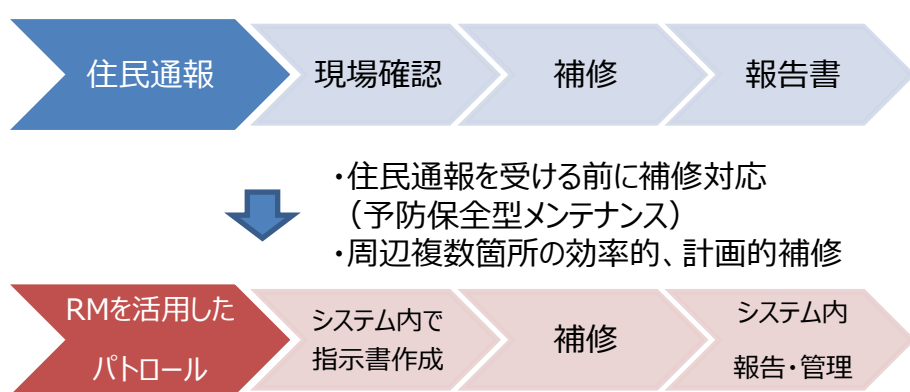 住民通報
現場確認
補修
報告書
・住民通報を受ける前に補修対応
（予防保全型メンテナンス）
・周辺複数箇所の効率的、計画的補修
RMを活用した
パトロール
システム内で
指示書作成
補修
システム内
報告・管理